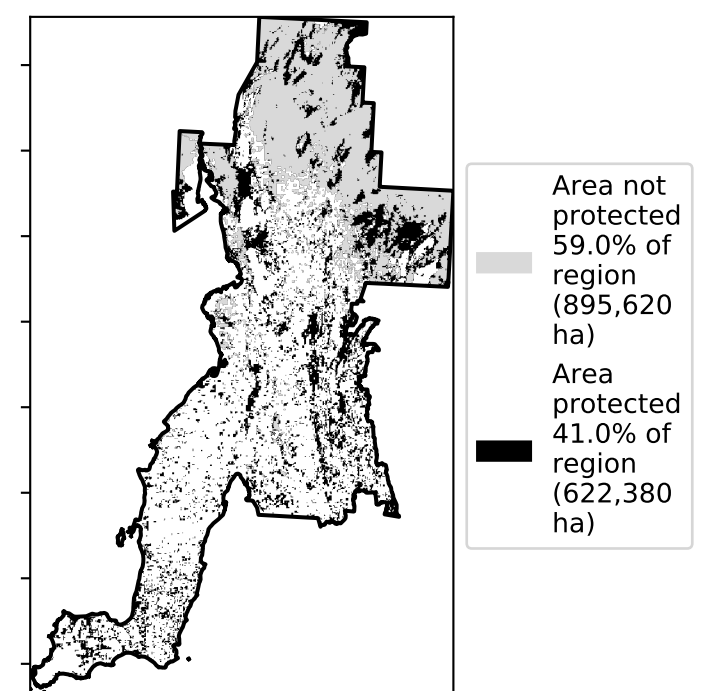 Area not
protected
59.0% of
region
(895,620
ha)
Area
protected
41.0% of
region
(622,380
ha)